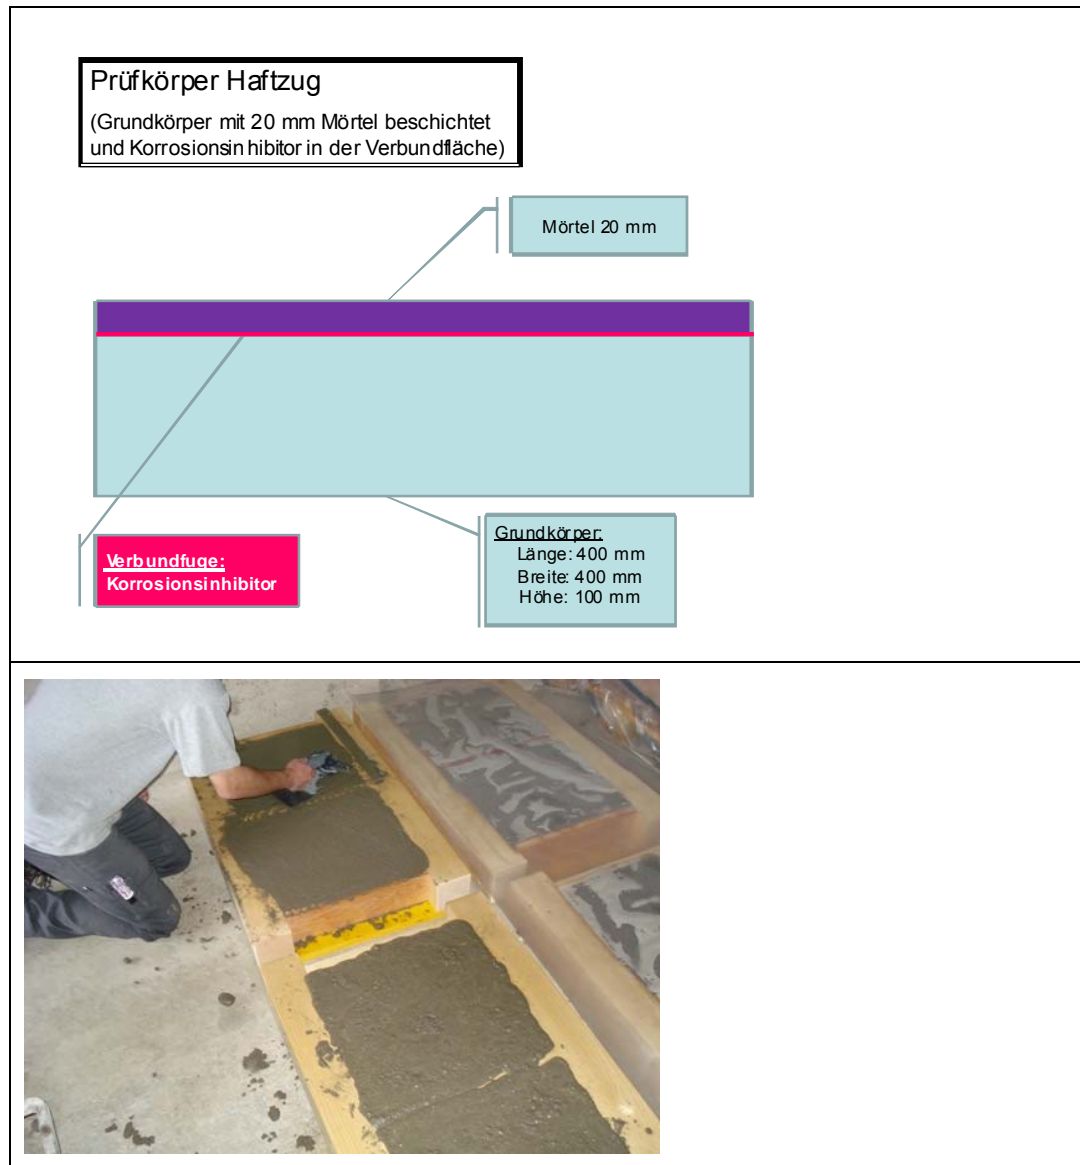 Prüfkörper Haftzug
(Grundkörper mit 20 mm Mörtel beschichtet
und Korrosionsinhibitor in der Verbundfläche)
Mörtel 20 mm
Verbundfuge:
Korrosionsinhibitor
Grundkörper:
Länge: 400 mm
Breite: 400 mm
Höhe: 100 mm